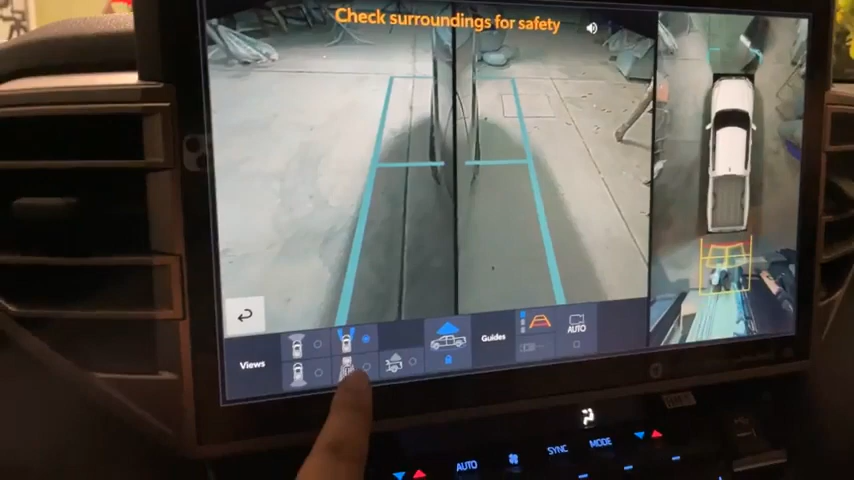 Check surroundings for safety
Views
Guides
AUTO
AUTO
SYNC
MODE